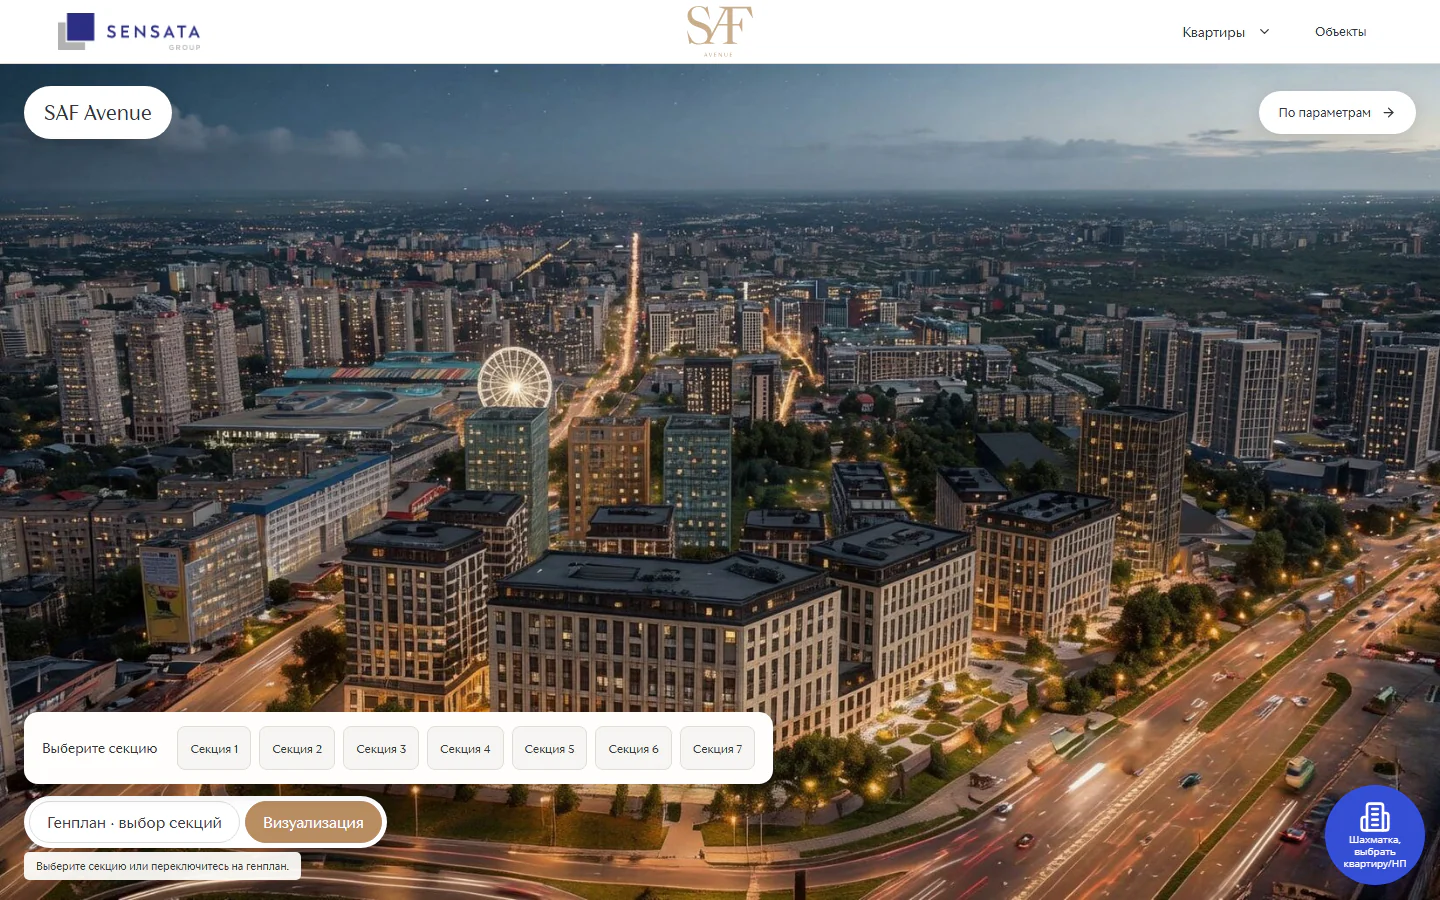 SENSATA
GROUP
SAF
AVENUE
Квартиры
Объекты
SAF Avenue
По параметрам
Выберите секцию
Секция 1
Секция 2
Секция 3
Секция 4
Секция 5
Секция 6
Секция 7
Генплан · выбор секций
Визуализация
Выберите секцию или переключитесь на генплан.
Шахматка,
выбрать
квартиру/НП